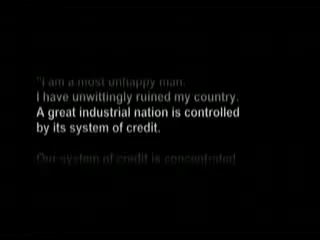 "I am a most unhappy man.
I have unwittingly ruined my country.
A great industrial nation is controlled
by its system of credit.
Our system of credit is concentrated